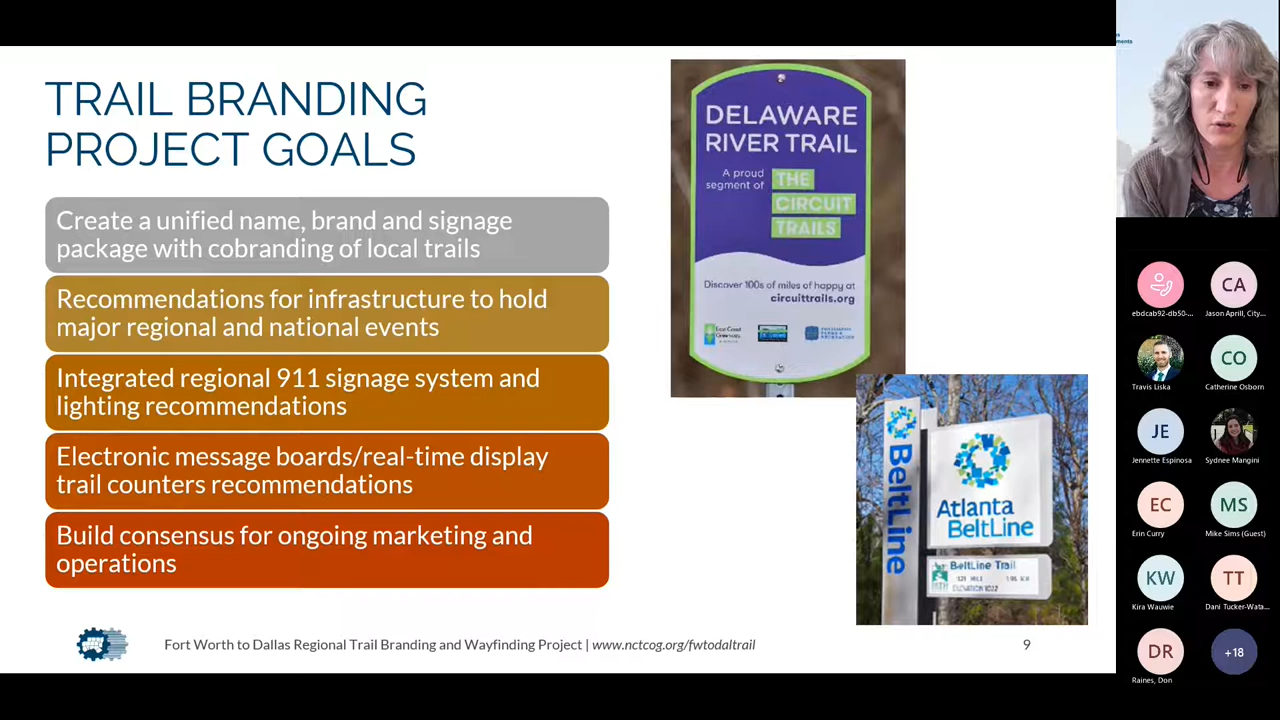 TRAIL BRANDING
PROJECT GOALS
Create a unified name, brand and signage
package with cobranding of local trails
Recommendations for infrastructure to hold
major regional and national events
Integrated regional 911 signage system and
lighting recommendations
Electronic message boards/real-time display
trail counters recommendations
Build consensus for ongoing marketing and
operations
DELAWARE
RIVER TRAIL
A proud
segment of
THE
CIRCUIT
TRAILS
Discover 100s of miles of happy at
circuittrails.org
East Coast
Greenway
BeltLine
Atlanta
BeltLine
BeltLine Trail
Fort Worth to Dallas Regional Trail Branding and Wayfinding Project | www.nctcog.org/fwtodaltrail
9
ebdcab92-db50-...
CA
Jason Aprill, City...
Travis Liska
CO
Catherine Osborn
JE
Jennette Espinosa
Sydnee Mangini
EC
Erin Curry
MS
Mike Sims (Guest)
KW
Kira Wauwie
TT
Dani Tucker-Wata...
DR
Raines, Don
+18